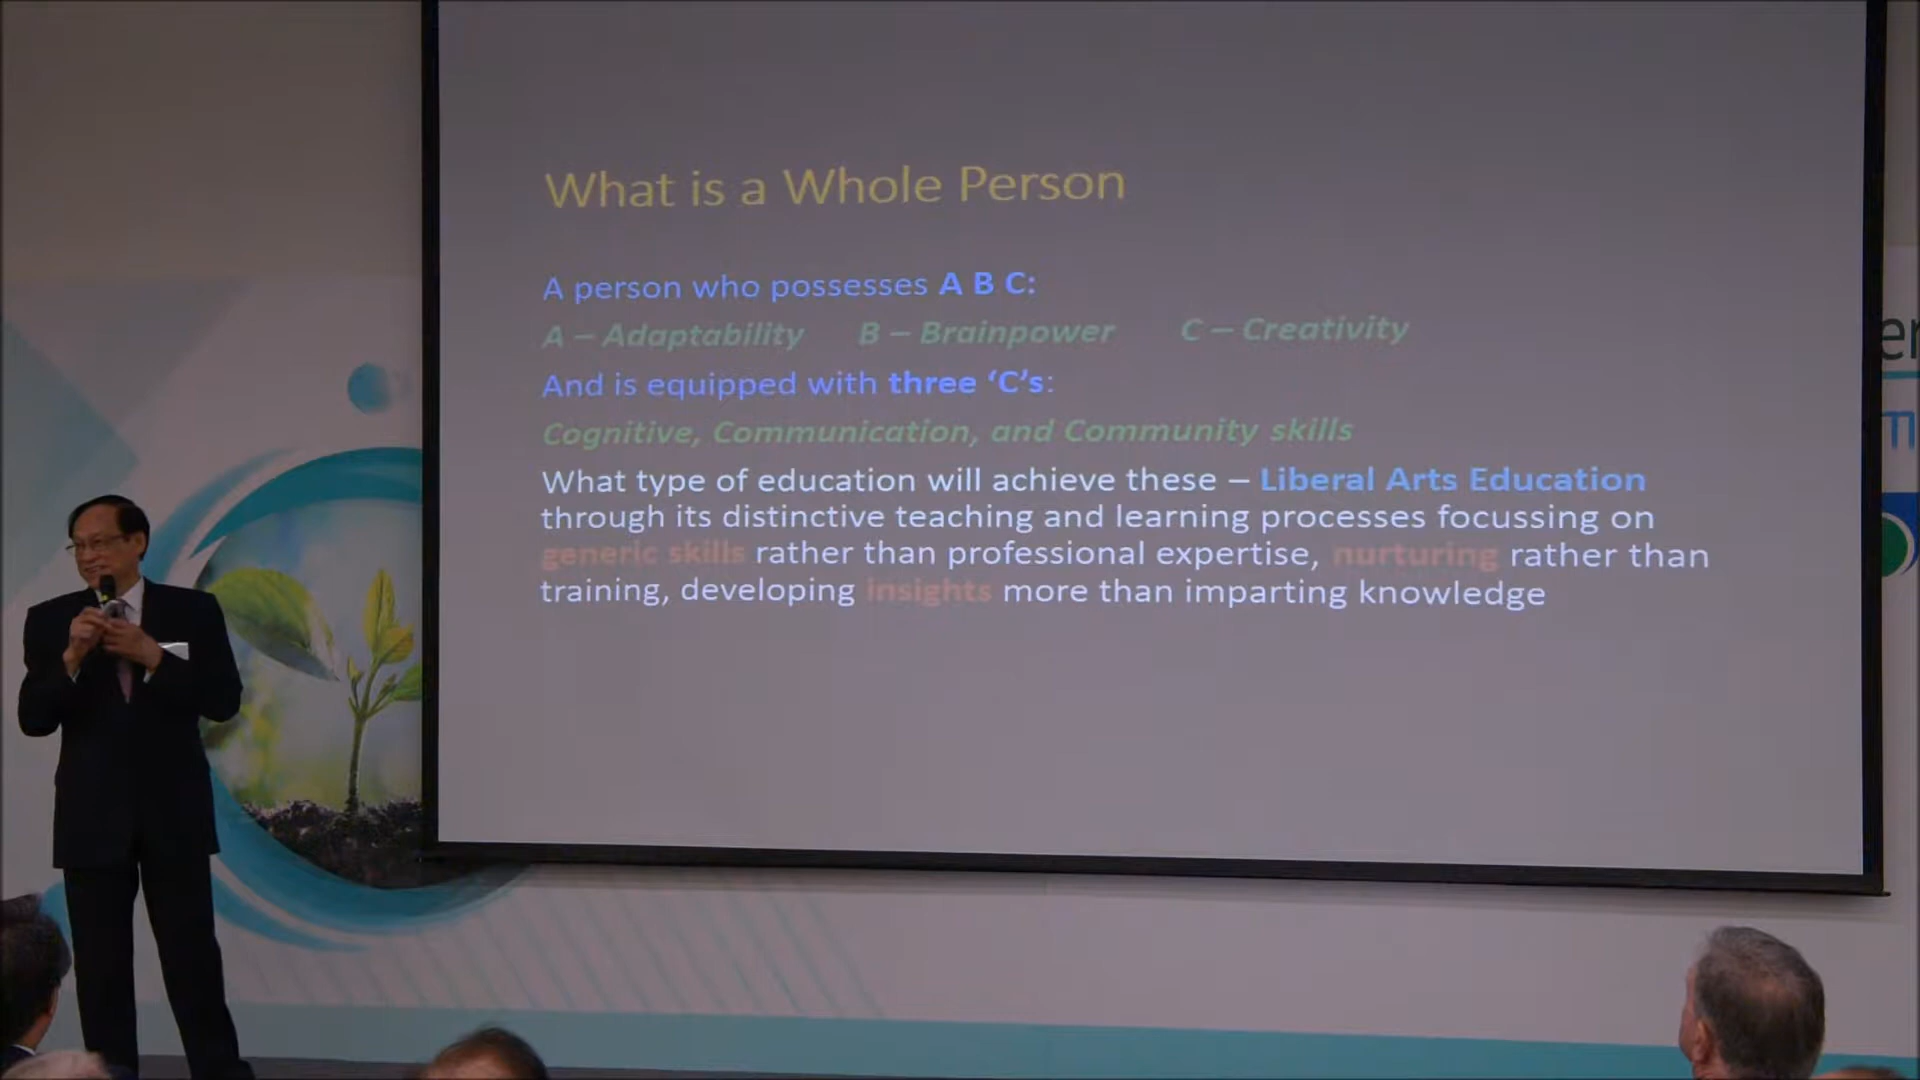 What is a Whole Person
A person who possesses A B C:
A – Adaptability B – Brainpower C – Creativity
And is equipped with three ‘C’s:
Cognitive, Communication, and Community skills
What type of education will achieve these – Liberal Arts Education
through its distinctive teaching and learning processes focussing on
generic skills rather than professional expertise, nurturing rather than
training, developing insights more than imparting knowledge
er